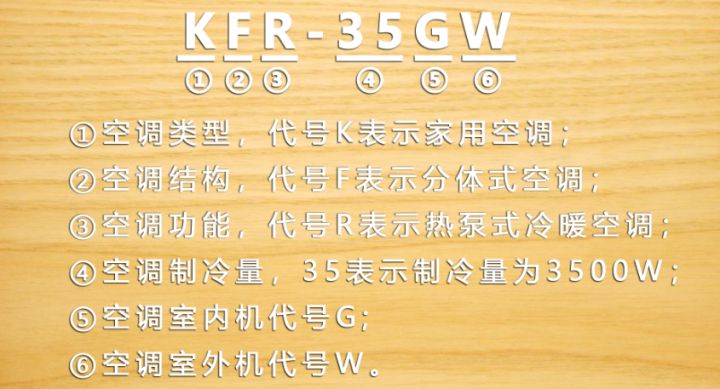 KFR-35GW
① ② ③ ④ ⑤ ⑥
①空调类型，代号K表示家用空调；
②空调结构，代号F表示分体式空调；
③空调功能，代号R表示热泵式冷暖空调；
④空调制冷量，35表示制冷量为3500W；
⑤空调室内机代号G；
⑥空调室外机代号W。